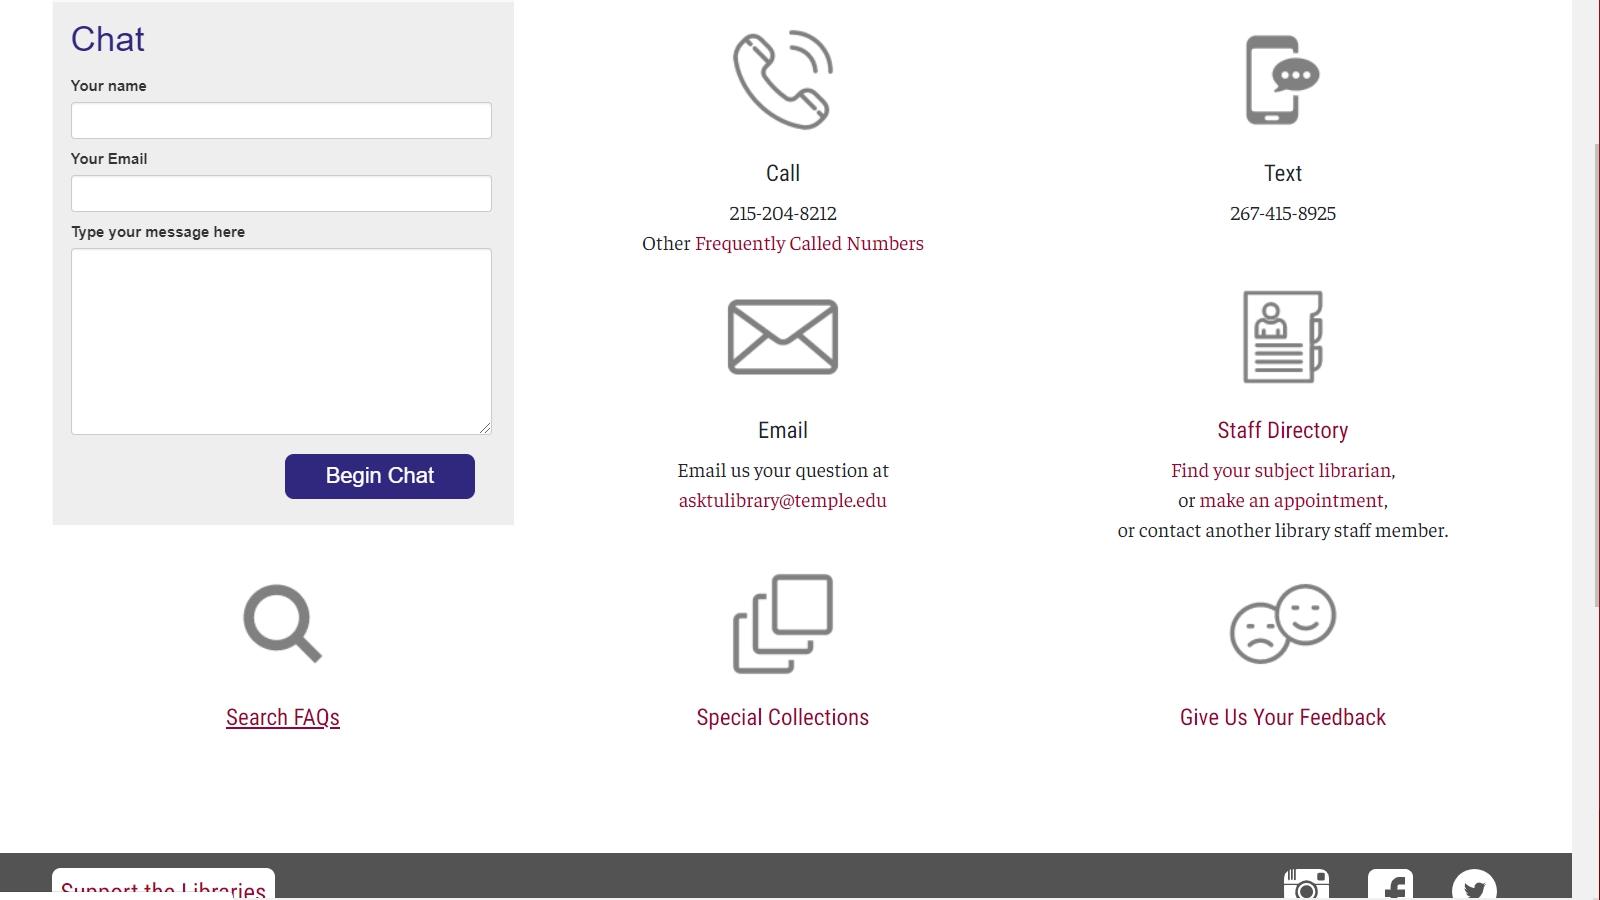 Chat
Your name
Your Email
Type your message here
Begin Chat
Call
215-204-8212
Other Frequently Called Numbers
Text
267-415-8925
Email
Email us your question at
asktulibrary@temple.edu
Staff Directory
Find your subject librarian,
or make an appointment,
or contact another library staff member.
Search FAQs
Special Collections
Give Us Your Feedback
Support the Libraries